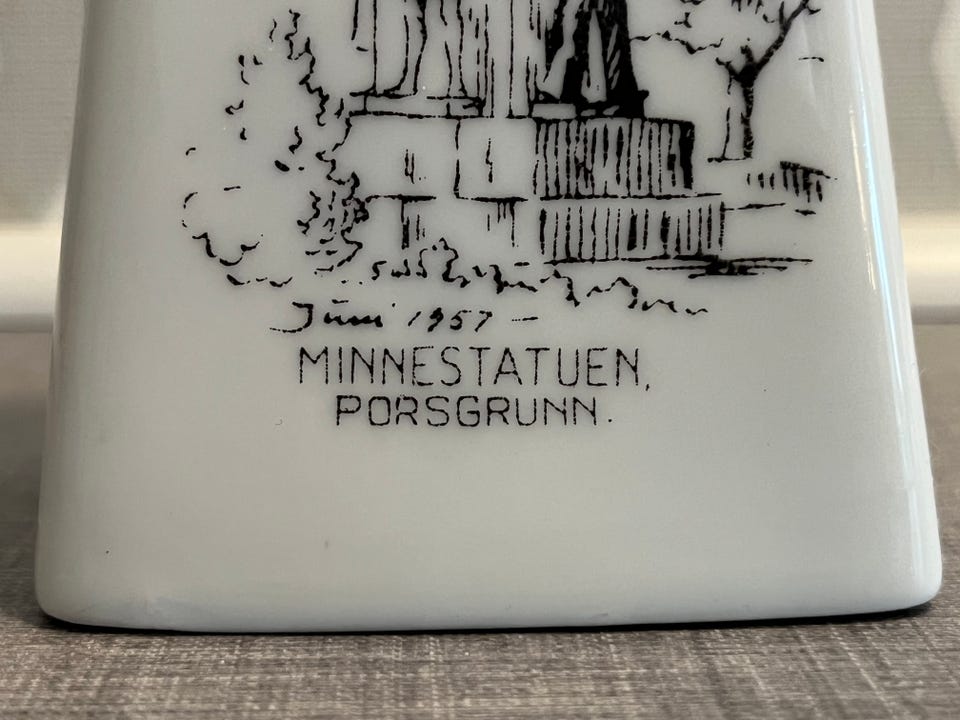 Juni 1957 –
MINNESTATUEN,
PORSGRUNN.